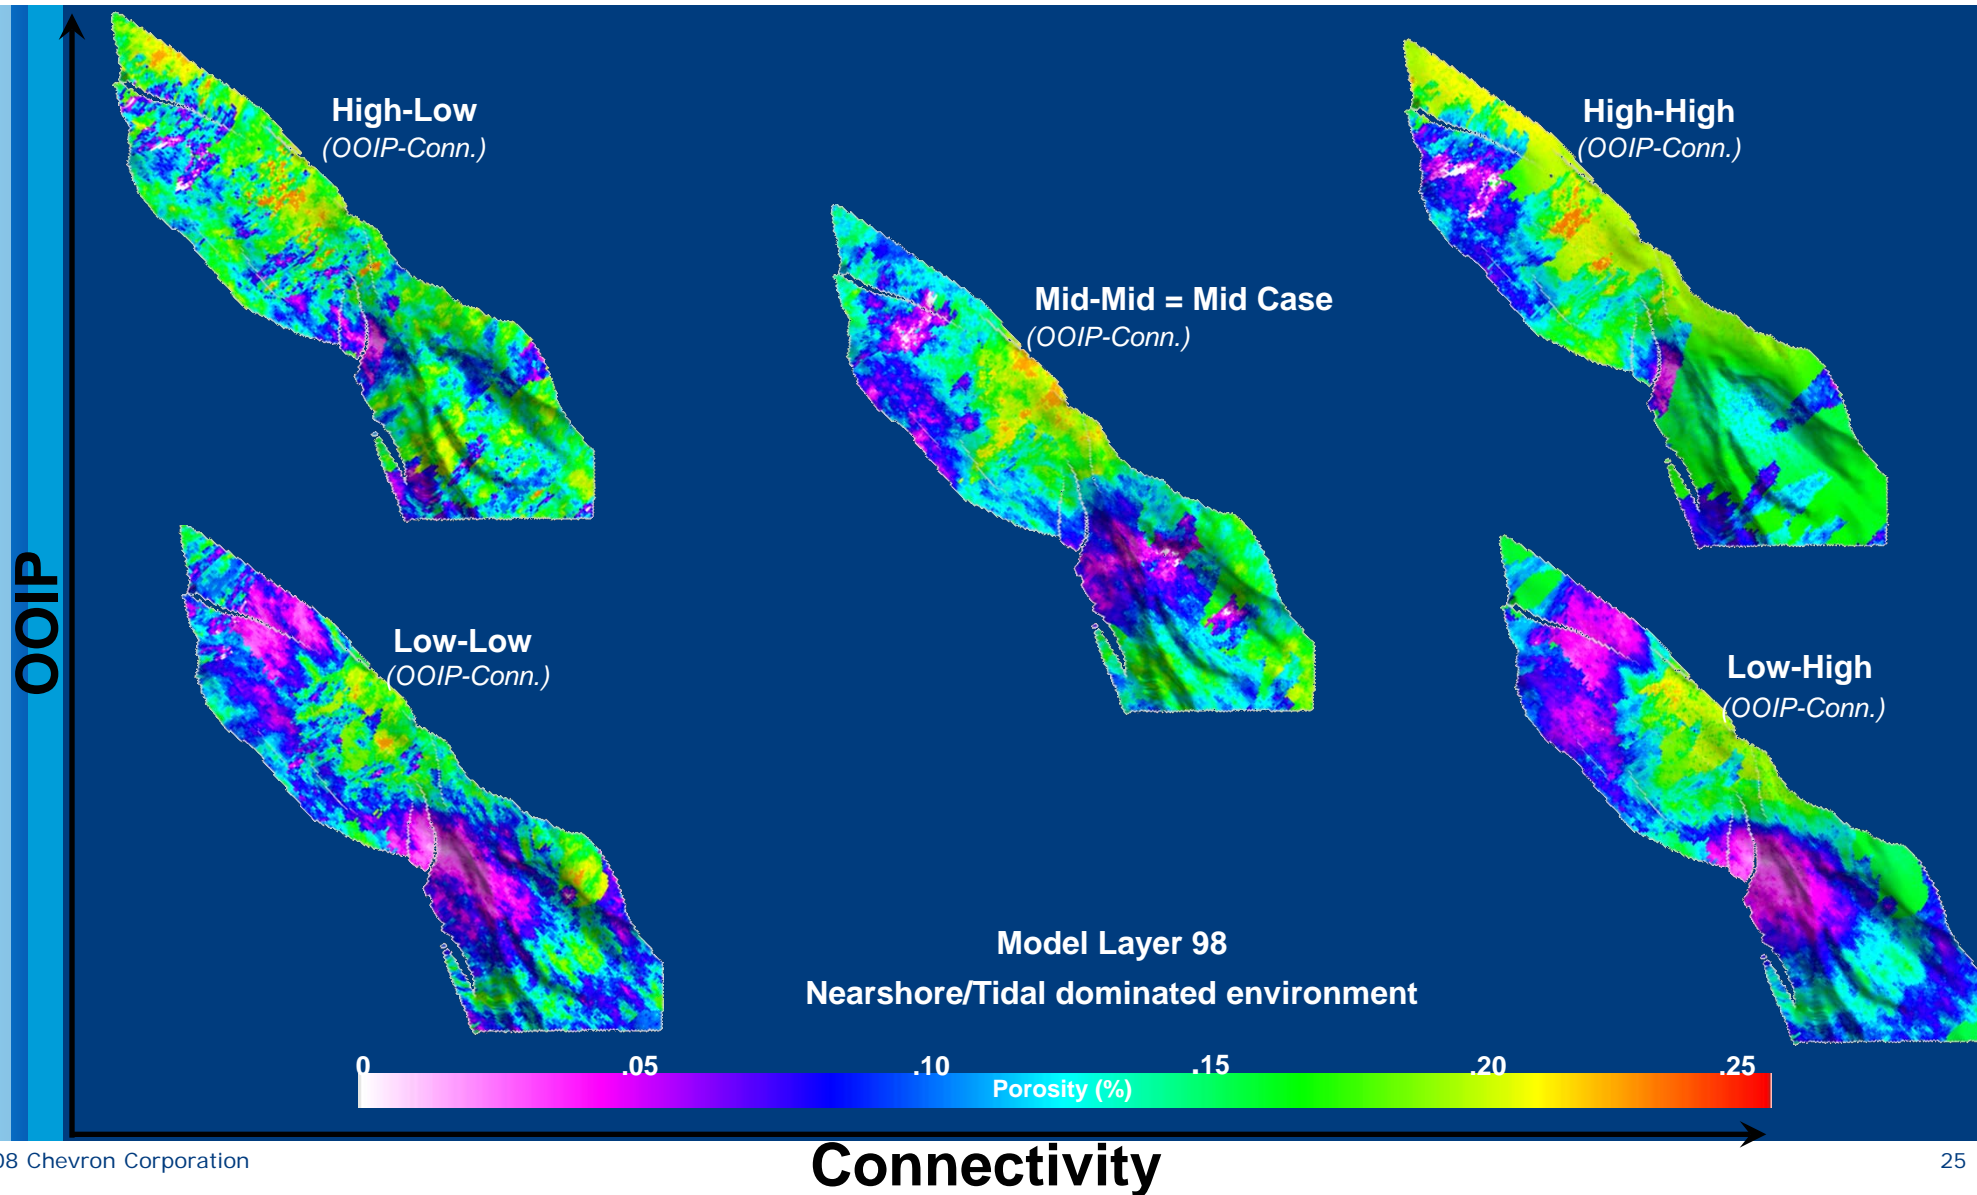 High-Low
(OOIP-Conn.)
High-High
(OOIP-Conn.)
Mid-Mid = Mid Case
(OOIP-Conn.)
OOIP
Low-Low
(OOIP-Conn.)
Low-High
(OOIP-Conn.)
Model Layer 98
Nearshore/Tidal dominated environment
0 .05 .10 .15 .20 .25
Porosity (%)
Connectivity
08 Chevron Corporation
25